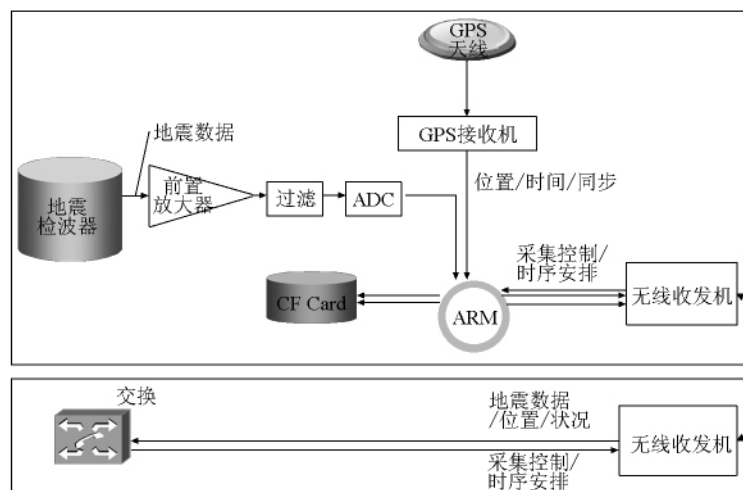 GPS
天线
地震数据
GPS接收机
前置
放大器
过滤
ADC
位置/时间/同步
地震
检波器
采集控制/
时序安排
无线收发机
CF Card
ARM
交换
地震数据
/位置/状况
无线收发机
采集控制/
时序安排